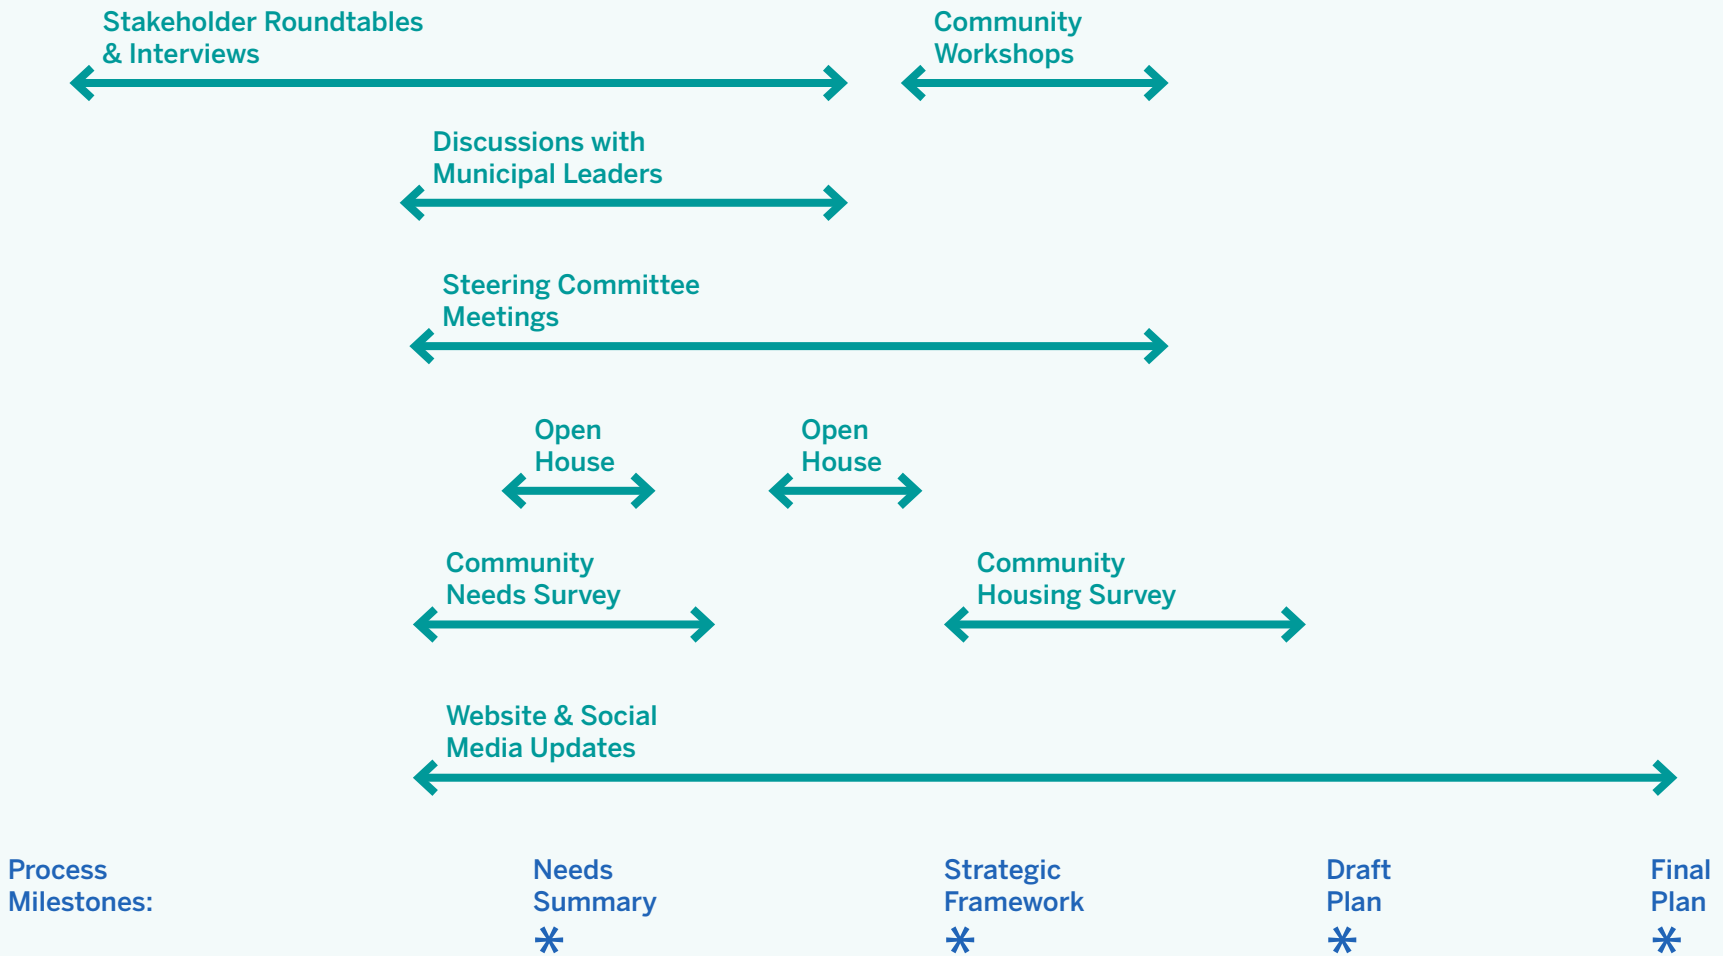 Stakeholder Roundtables
& Interviews
Community
Workshops
Discussions with
Municipal Leaders
Steering Committee
Meetings
Open
House
Open
House
Community
Needs Survey
Community
Housing Survey
Website & Social
Media Updates
Process
Milestones:
Needs
Summary
*
Strategic
Framework
*
Draft
Plan
*
Final
Plan
*